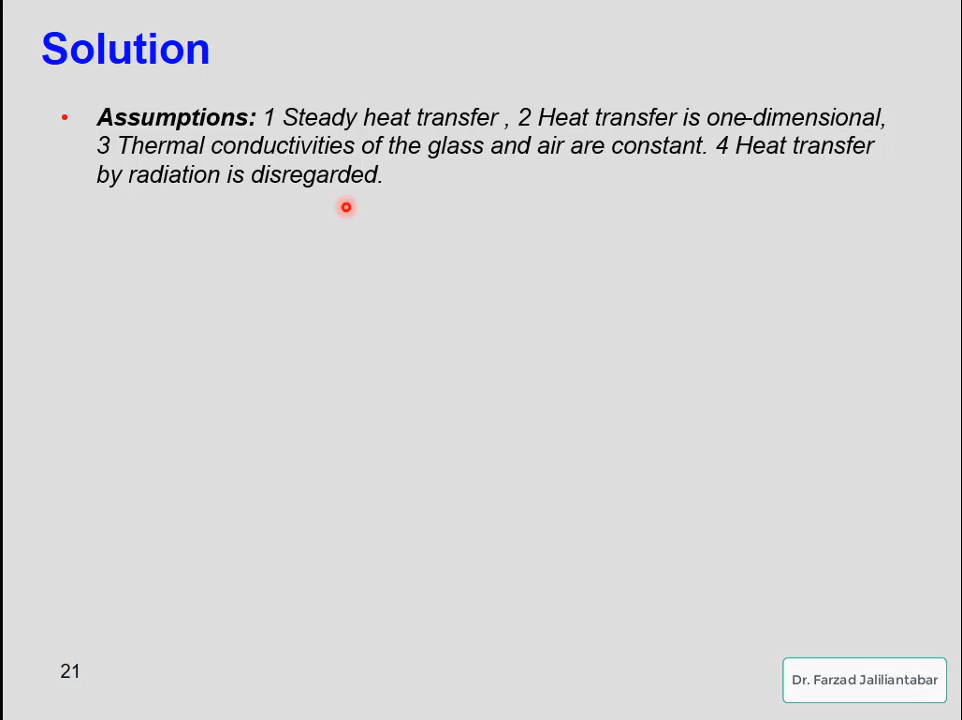 Solution
• Assumptions: 1 Steady heat transfer , 2 Heat transfer is one-dimensional,
3 Thermal conductivities of the glass and air are constant. 4 Heat transfer
by radiation is disregarded.
21
Dr. Farzad Jaliliantabar